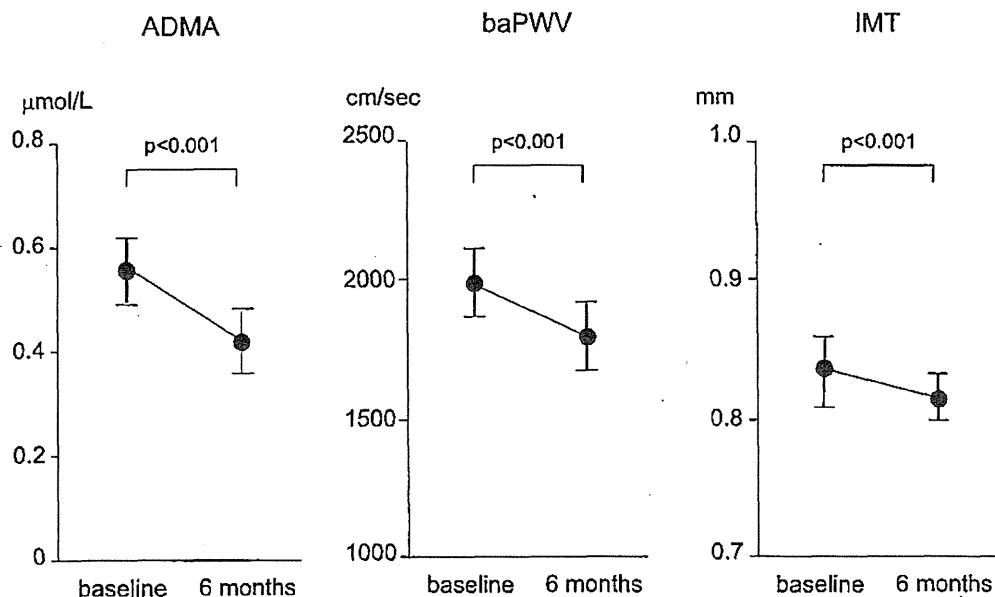 ADMA
μmol/L
p<0.001
0.8
0.6
0.4
0.2
0
baseline 6 months
baPWV
cm/sec
p<0.001
2500
2000
1500
1000
baseline 6 months
IMT
mm
p<0.001
1.0
0.9
0.8
0.7
baseline 6 months